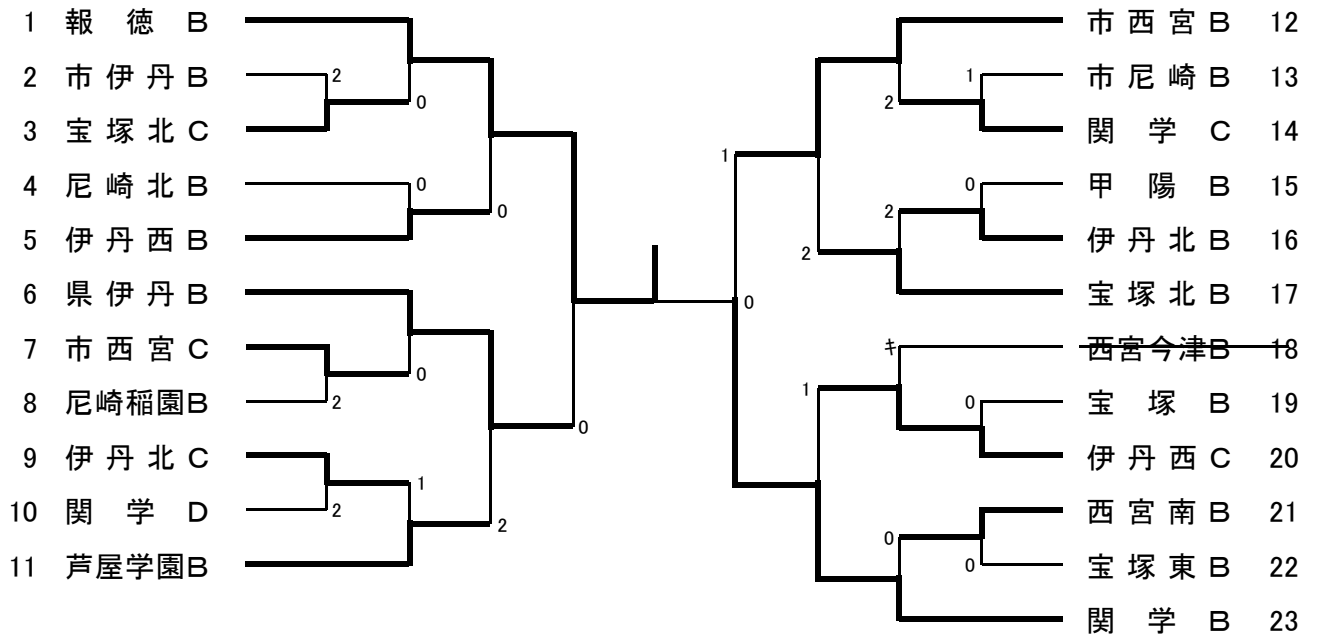 1 報 徳 B
2 市 伊 丹 B
3 宝 塚 北 C
4 尼 崎 北 B
5 伊 丹 西 B
6 県 伊 丹 B
7 市 西 宮 C
8 尼崎稲園B
9 伊 丹 北 C
10 関 学 D
11 芦屋学園B
2
0
0
0
0
2
0
1
2
2
0
1
2
1
2
0
2
キ
1
0
0
0
0
市 西 宮 B 12
市 尼 崎 B 13
関 学 C 14
甲 陽 B 15
伊 丹 北 B 16
宝 塚 北 B 17
西宮今津B 18
宝 塚 B 19
伊 丹 西 C 20
西 宮 南 B 21
宝 塚 東 B 22
関 学 B 23